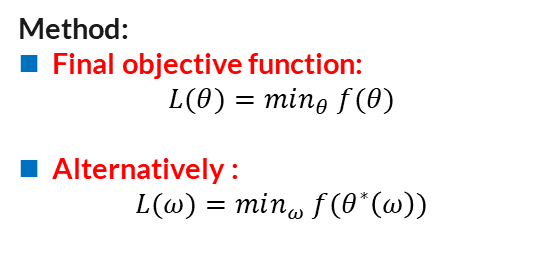 Method:
Final objective function:
L(θ) = min_θ f(θ)
Alternatively :
L(ω) = min_ω f(θ*(ω))